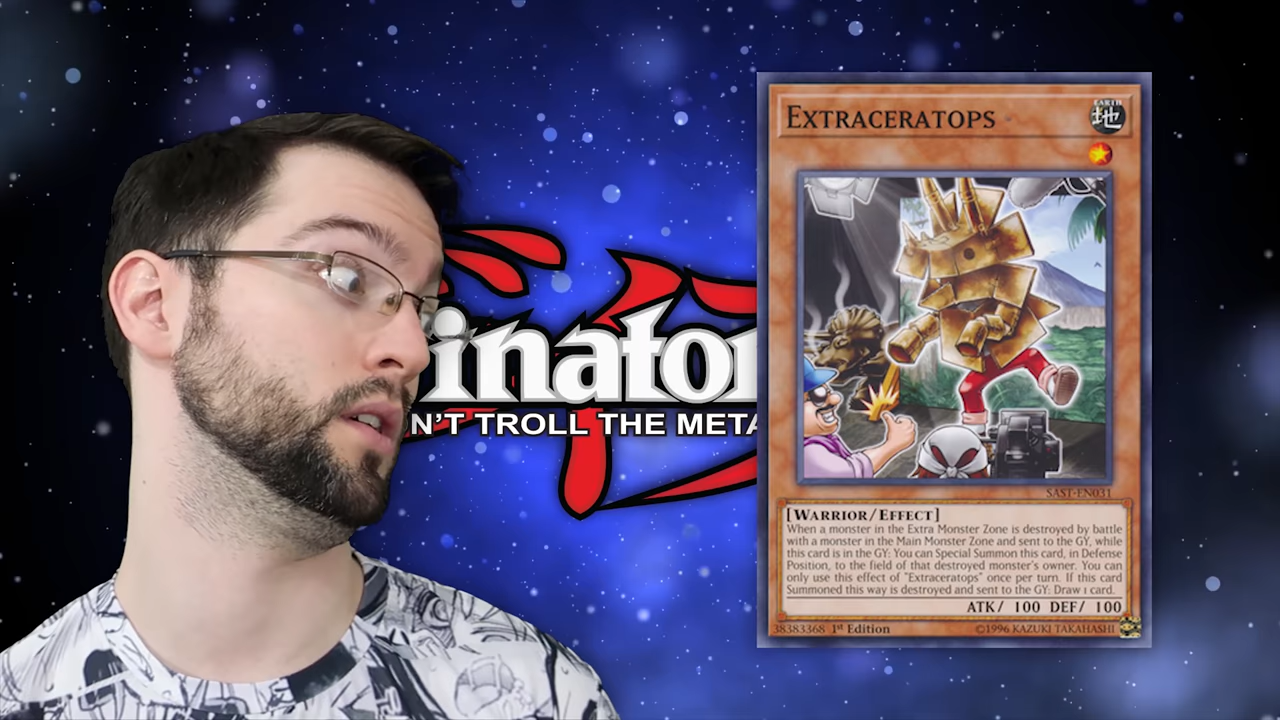 inator
N'T TROLL THE META
EXTRACERATOPS
EARTH
地
SAST-EN031
[WARRIOR/EFFECT]
When a monster in the Extra Monster Zone is destroyed by battle
with a monster in the Main Monster Zone and sent to the GY, while
this card is in the GY: You can Special Summon this card, in Defense
Position, to the field of that destroyed monster's owner. You can
only use this effect of "Extraceratops" once per turn. If this card
Summoned this way is destroyed and sent to the GY: Draw 1 card.
ATK/ 100 DEF/ 100
38383368 1st Edition
©1996 KAZUKI TAKAHASHI